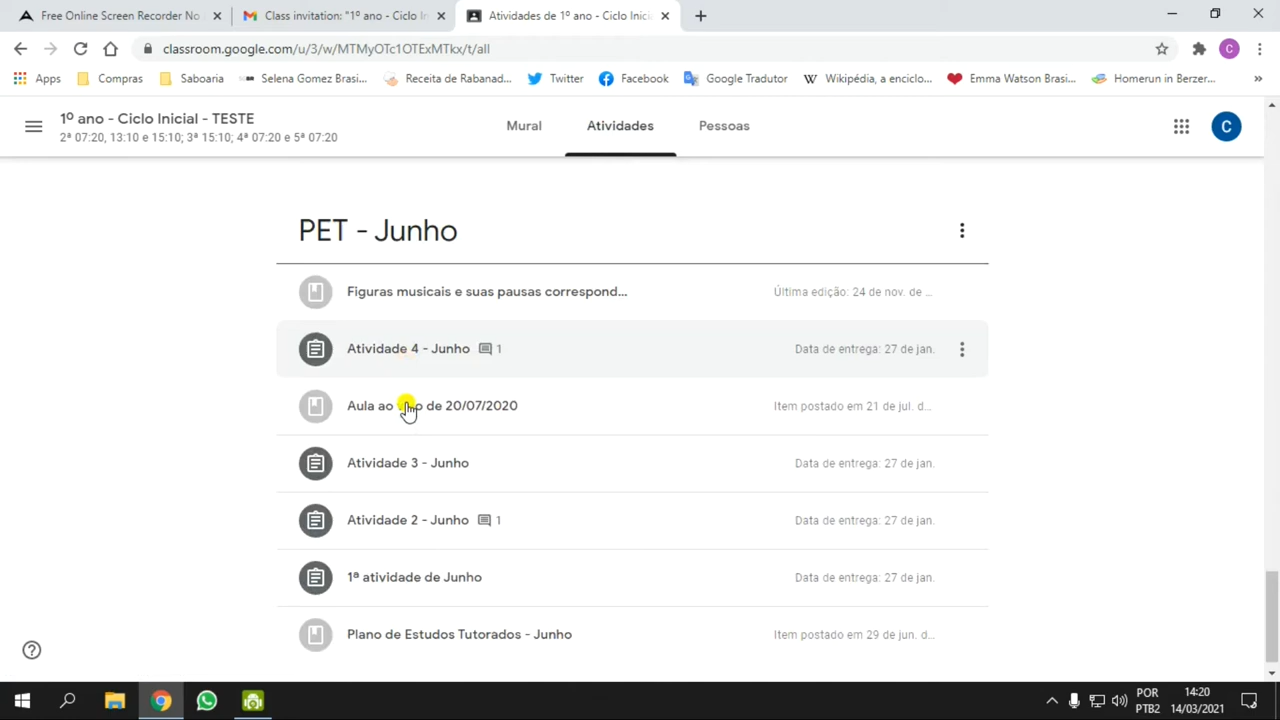 Free Online Screen Recorder No
Class invitation: "1º ano - Ciclo In
Atividades de 1º ano - Ciclo Inici
classroom.google.com/u/3/w/MTMyOTc1OTExMTkx/t/all
C
Apps
Compras
Saboaria
Selena Gomez Brasi...
Receita de Rabanad...
Twitter
Facebook
Google Tradutor
Wikipédia, a enciclo...
Emma Watson Brasi...
Homerun in Berzer...
»
1º ano - Ciclo Inicial - TESTE
2ª 07:20, 13:10 e 15:10; 3ª 15:10; 4ª 07:20 e 5ª 07:20
Mural
Atividades
Pessoas
C
PET - Junho
Figuras musicais e suas pausas correspond...
Última edição: 24 de nov. de ...
Atividade 4 - Junho
1
Data de entrega: 27 de jan.
Aula ao de 20/07/2020
Item postado em 21 de jul. d...
Atividade 3 - Junho
Data de entrega: 27 de jan.
Atividade 2 - Junho
1
Data de entrega: 27 de jan.
1ª atividade de Junho
Data de entrega: 27 de jan.
Plano de Estudos Tutorados - Junho
Item postado em 29 de jun. d...
POR
PTB2
14:20
14/03/2021